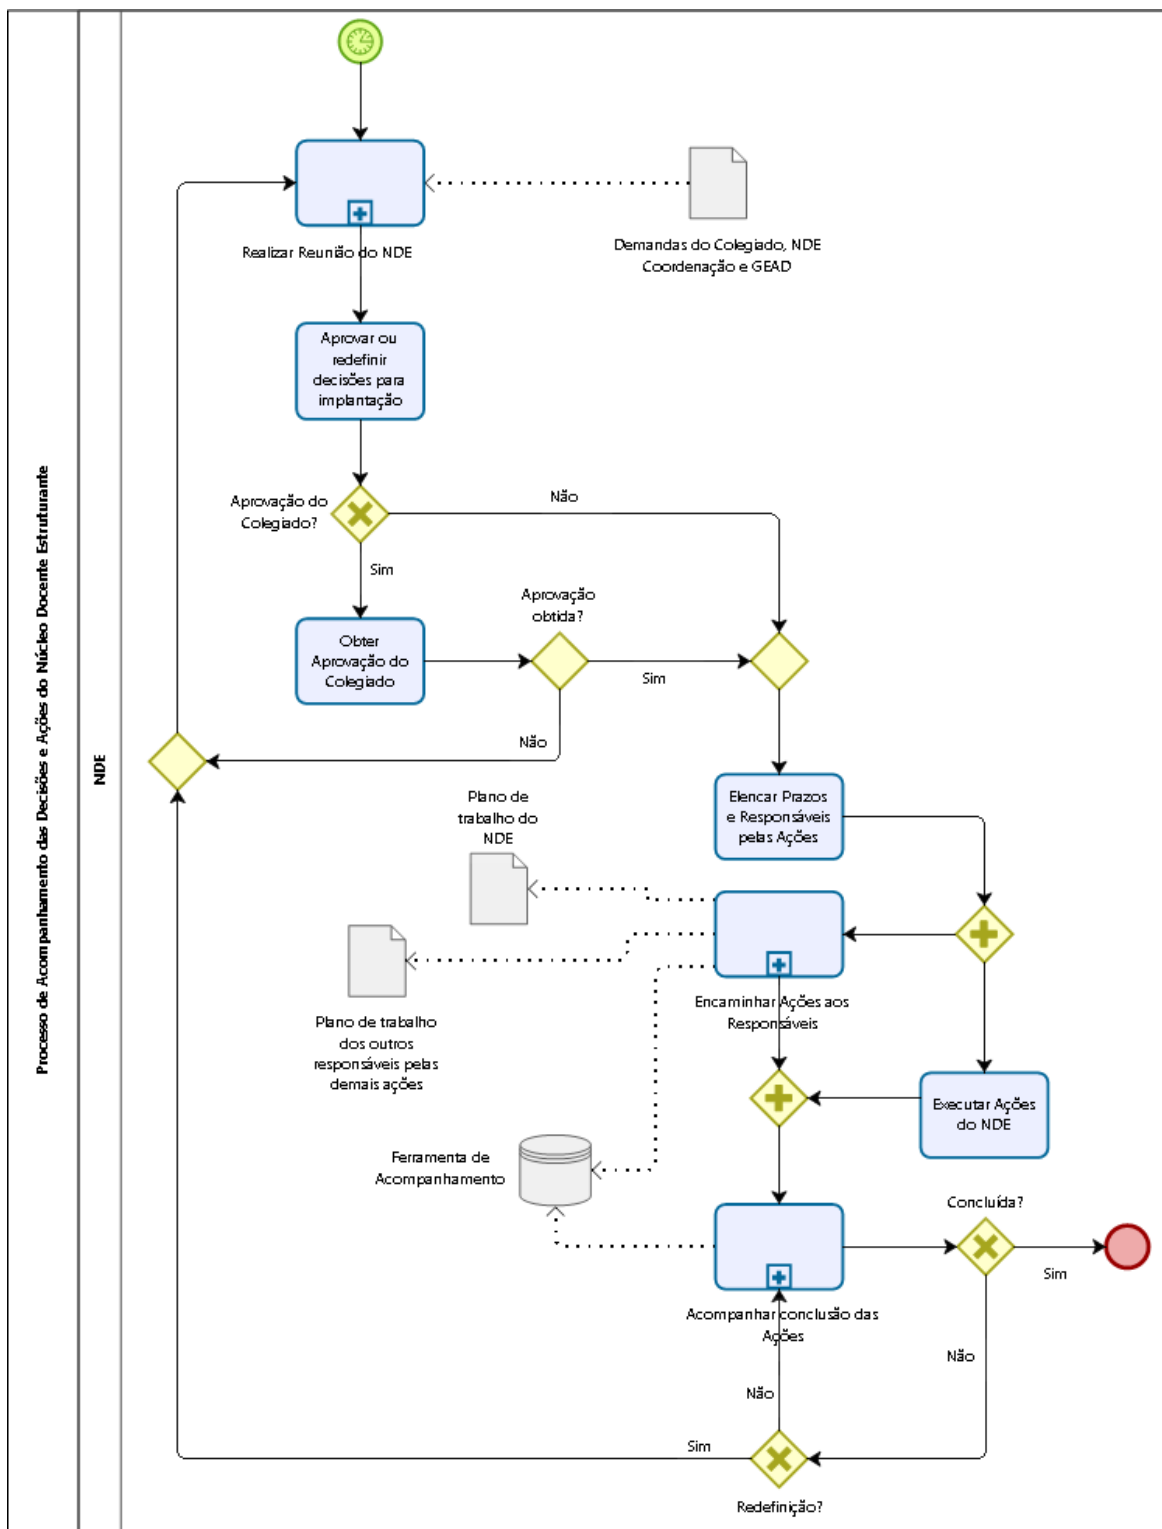 Processo de Acompanhamento das Decisões e Ações do Núcleo Docente Estruturante
NDE
Realizar Reunião do NDE
Demandas do Colegiado, NDE
Coordenação e GEAD
Aprovar ou
redefinir
decisões para
implantação
Aprovação do
Colegiado?
Não
Sim
Aprovação
obtida?
Obter
Aprovação do
Colegiado
Sim
Não
Elencar Prazos
e Responsáveis
pelas Ações
Plano de
trabalho do
NDE
Encaminhar Ações aos
Responsáveis
Plano de trabalho
dos outros
responsáveis pelas
demais ações
Executar Ações
do NDE
Ferramenta de
Acompanhamento
Concluída?
Sim
Acompanhar conclusão das
Ações
Não
Não
Sim
Redefinição?